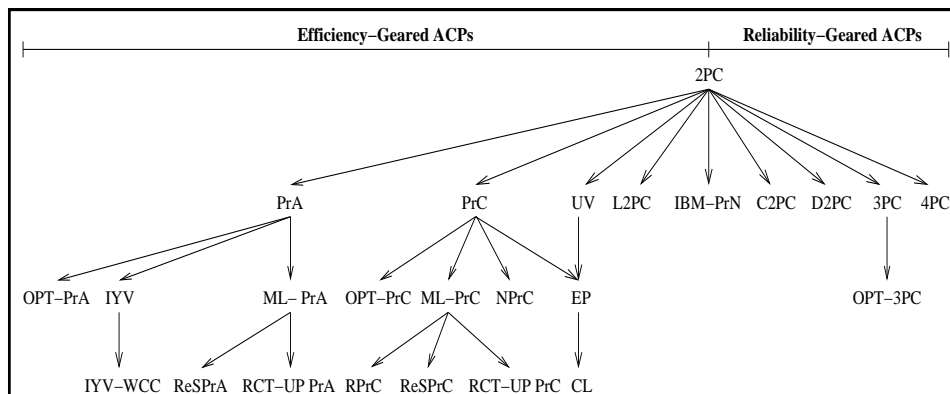 Efficiency−Geared ACPs Reliability−Geared ACPs
2PC
PrA PrC UV L2PC IBM−PrN C2PC D2PC 3PC 4PC
OPT−PrA IYV ML− PrA OPT−PrC ML−PrC NPrC EP OPT−3PC
IYV−WCC ReSPrA RCT−UP PrA RPrC ReSPrC RCT−UP PrC CL